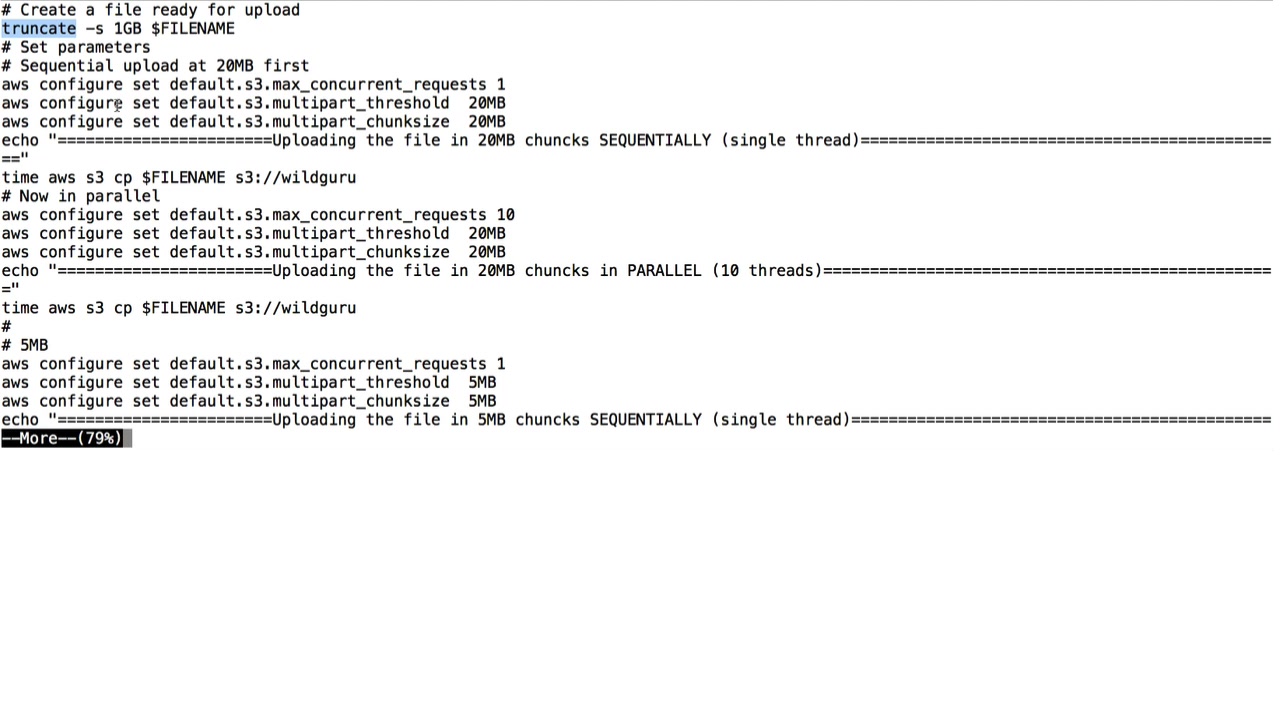 # Create a file ready for upload
truncate -s 1GB $FILENAME
# Set parameters
# Sequential upload at 20MB first
aws configure set default.s3.max_concurrent_requests 1
aws configure set default.s3.multipart_threshold  20MB
aws configure set default.s3.multipart_chunksize  20MB
echo "=======================Uploading the file in 20MB chuncks SEQUENTIALLY (single thread)============================================
=="
time aws s3 cp $FILENAME s3://wildguru
# Now in parallel
aws configure set default.s3.max_concurrent_requests 10
aws configure set default.s3.multipart_threshold  20MB
aws configure set default.s3.multipart_chunksize  20MB
echo "=======================Uploading the file in 20MB chuncks in PARALLEL (10 threads)================================================
="
time aws s3 cp $FILENAME s3://wildguru
#
# 5MB
aws configure set default.s3.max_concurrent_requests 1
aws configure set default.s3.multipart_threshold  5MB
aws configure set default.s3.multipart_chunksize  5MB
echo "=======================Uploading the file in 5MB chuncks SEQUENTIALLY (single thread)=============================================
--More--(79%)